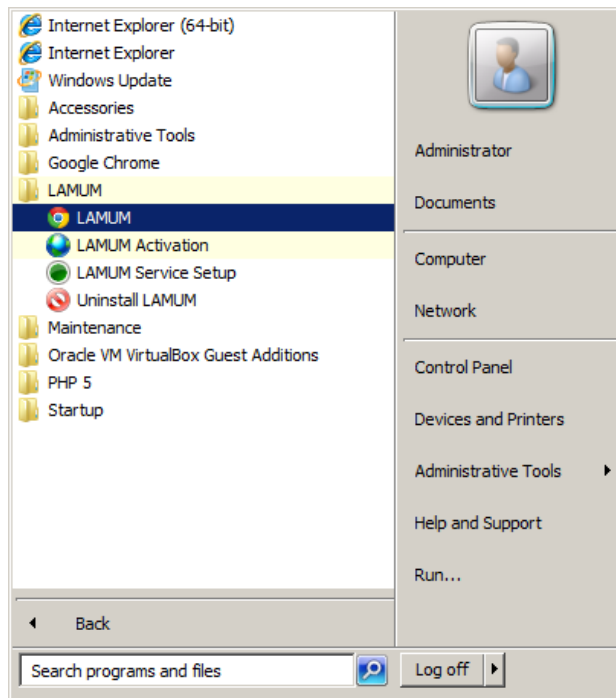 Internet Explorer (64-bit)
Internet Explorer
Windows Update
Accessories
Administrative Tools
Google Chrome
LAMUM
LAMUM
LAMUM Activation
LAMUM Service Setup
Uninstall LAMUM
Maintenance
Oracle VM VirtualBox Guest Additions
PHP 5
Startup
Back
Search programs and files
Administrator
Documents
Computer
Network
Control Panel
Devices and Printers
Administrative Tools
Help and Support
Run...
Log off